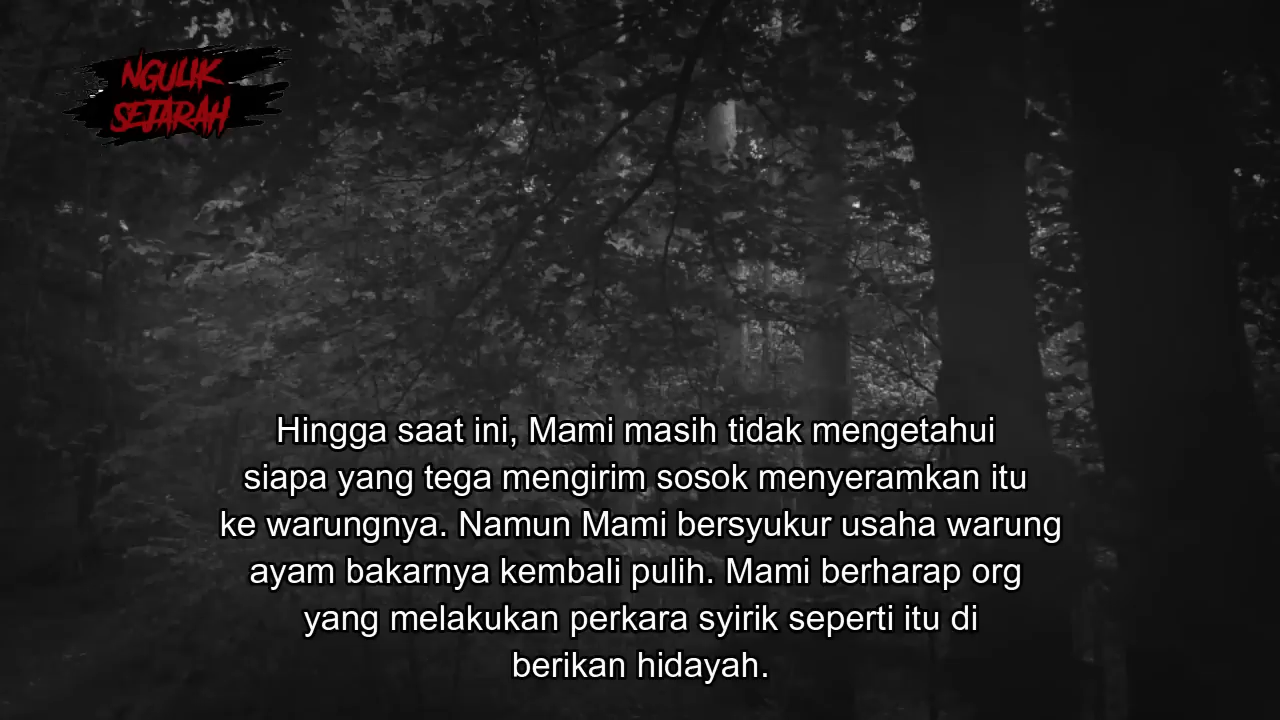 NGULIK
SEJARAH
Hingga saat ini, Mami masih tidak mengetahui
siapa yang tega mengirim sosok menyeramkan itu
ke warungnya. Namun Mami bersyukur usaha warung
ayam bakarnya kembali pulih. Mami berharap org
yang melakukan perkara syirik seperti itu di
berikan hidayah.